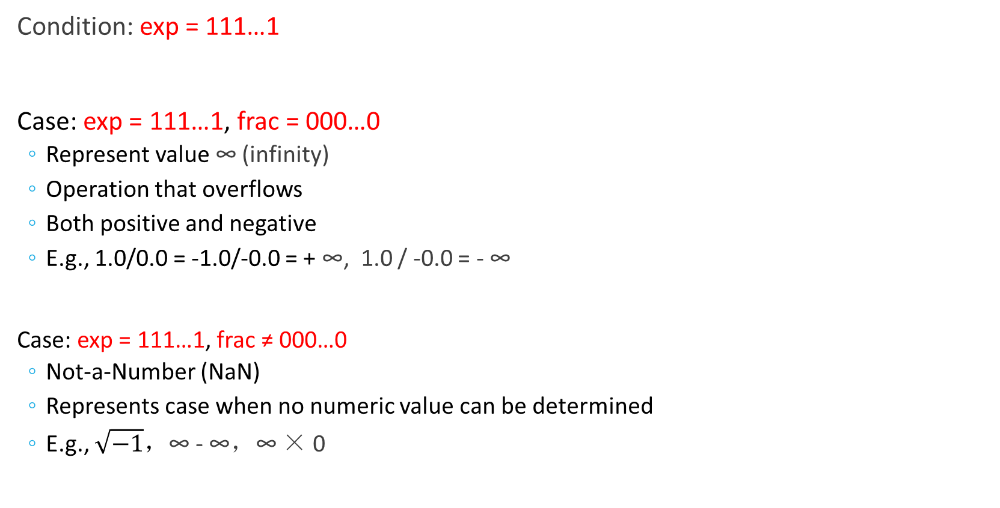 Condition: exp = 111…1
Case: exp = 111…1, frac = 000…0
◦ Represent value ∞ (infinity)
◦ Operation that overflows
◦ Both positive and negative
◦ E.g., 1.0/0.0 = -1.0/-0.0 = + ∞, 1.0 / -0.0 = - ∞
Case: exp = 111…1, frac ≠ 000…0
◦ Not-a-Number (NaN)
◦ Represents case when no numeric value can be determined
◦ E.g., √−1, ∞ - ∞, ∞ × 0